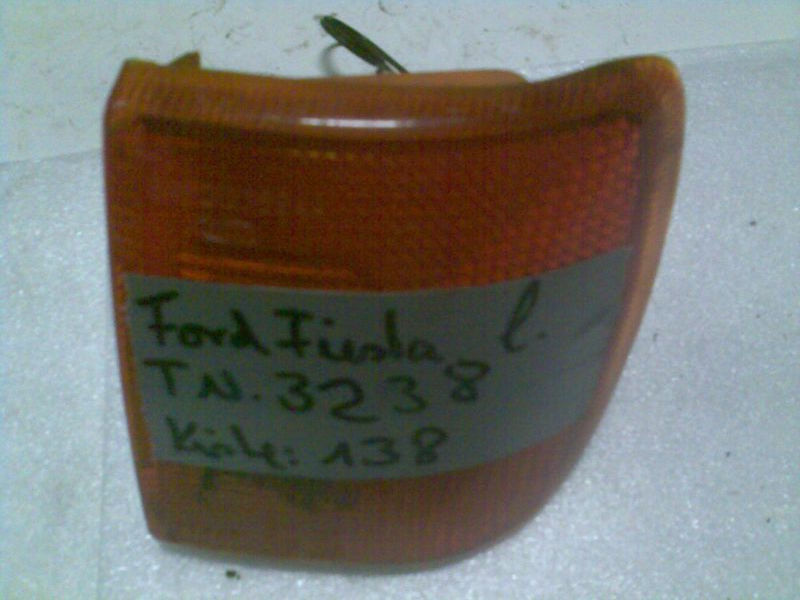 Ford Fiesta l.
TN. 3238
Kiste: 138